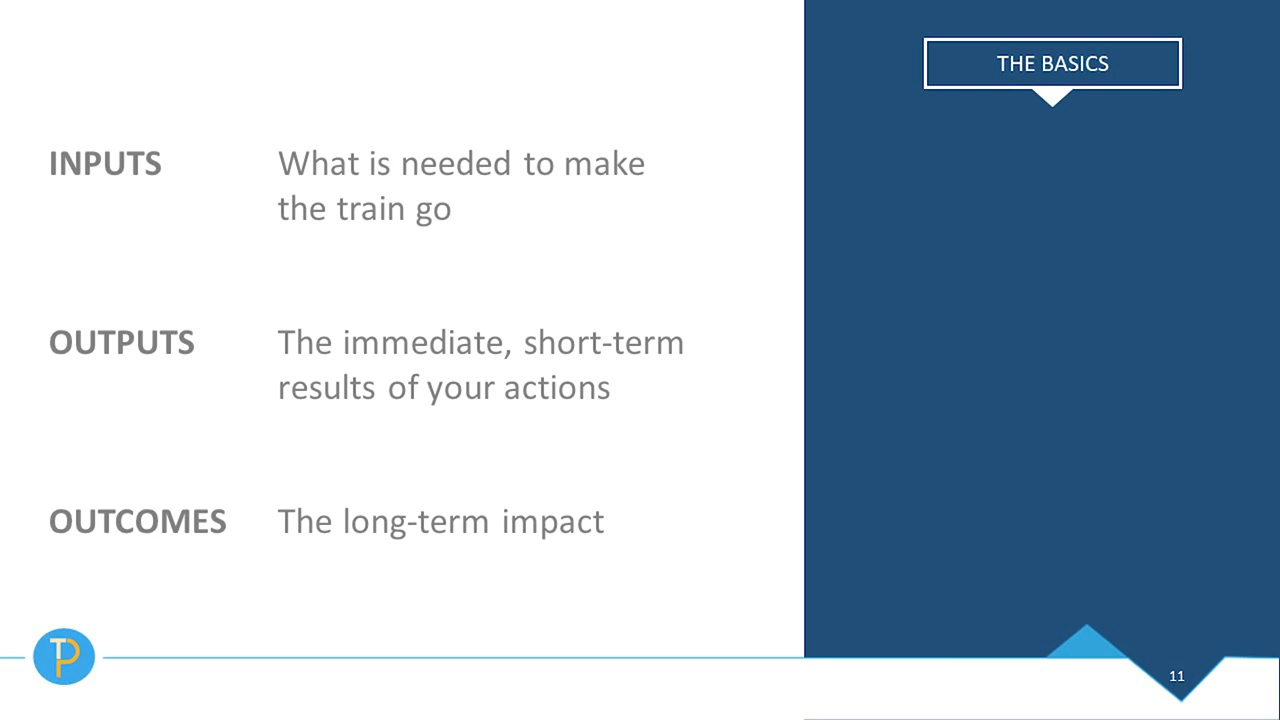 THE BASICS
INPUTS
What is needed to make
the train go
OUTPUTS
The immediate, short-term
results of your actions
OUTCOMES
The long-term impact
TP
11